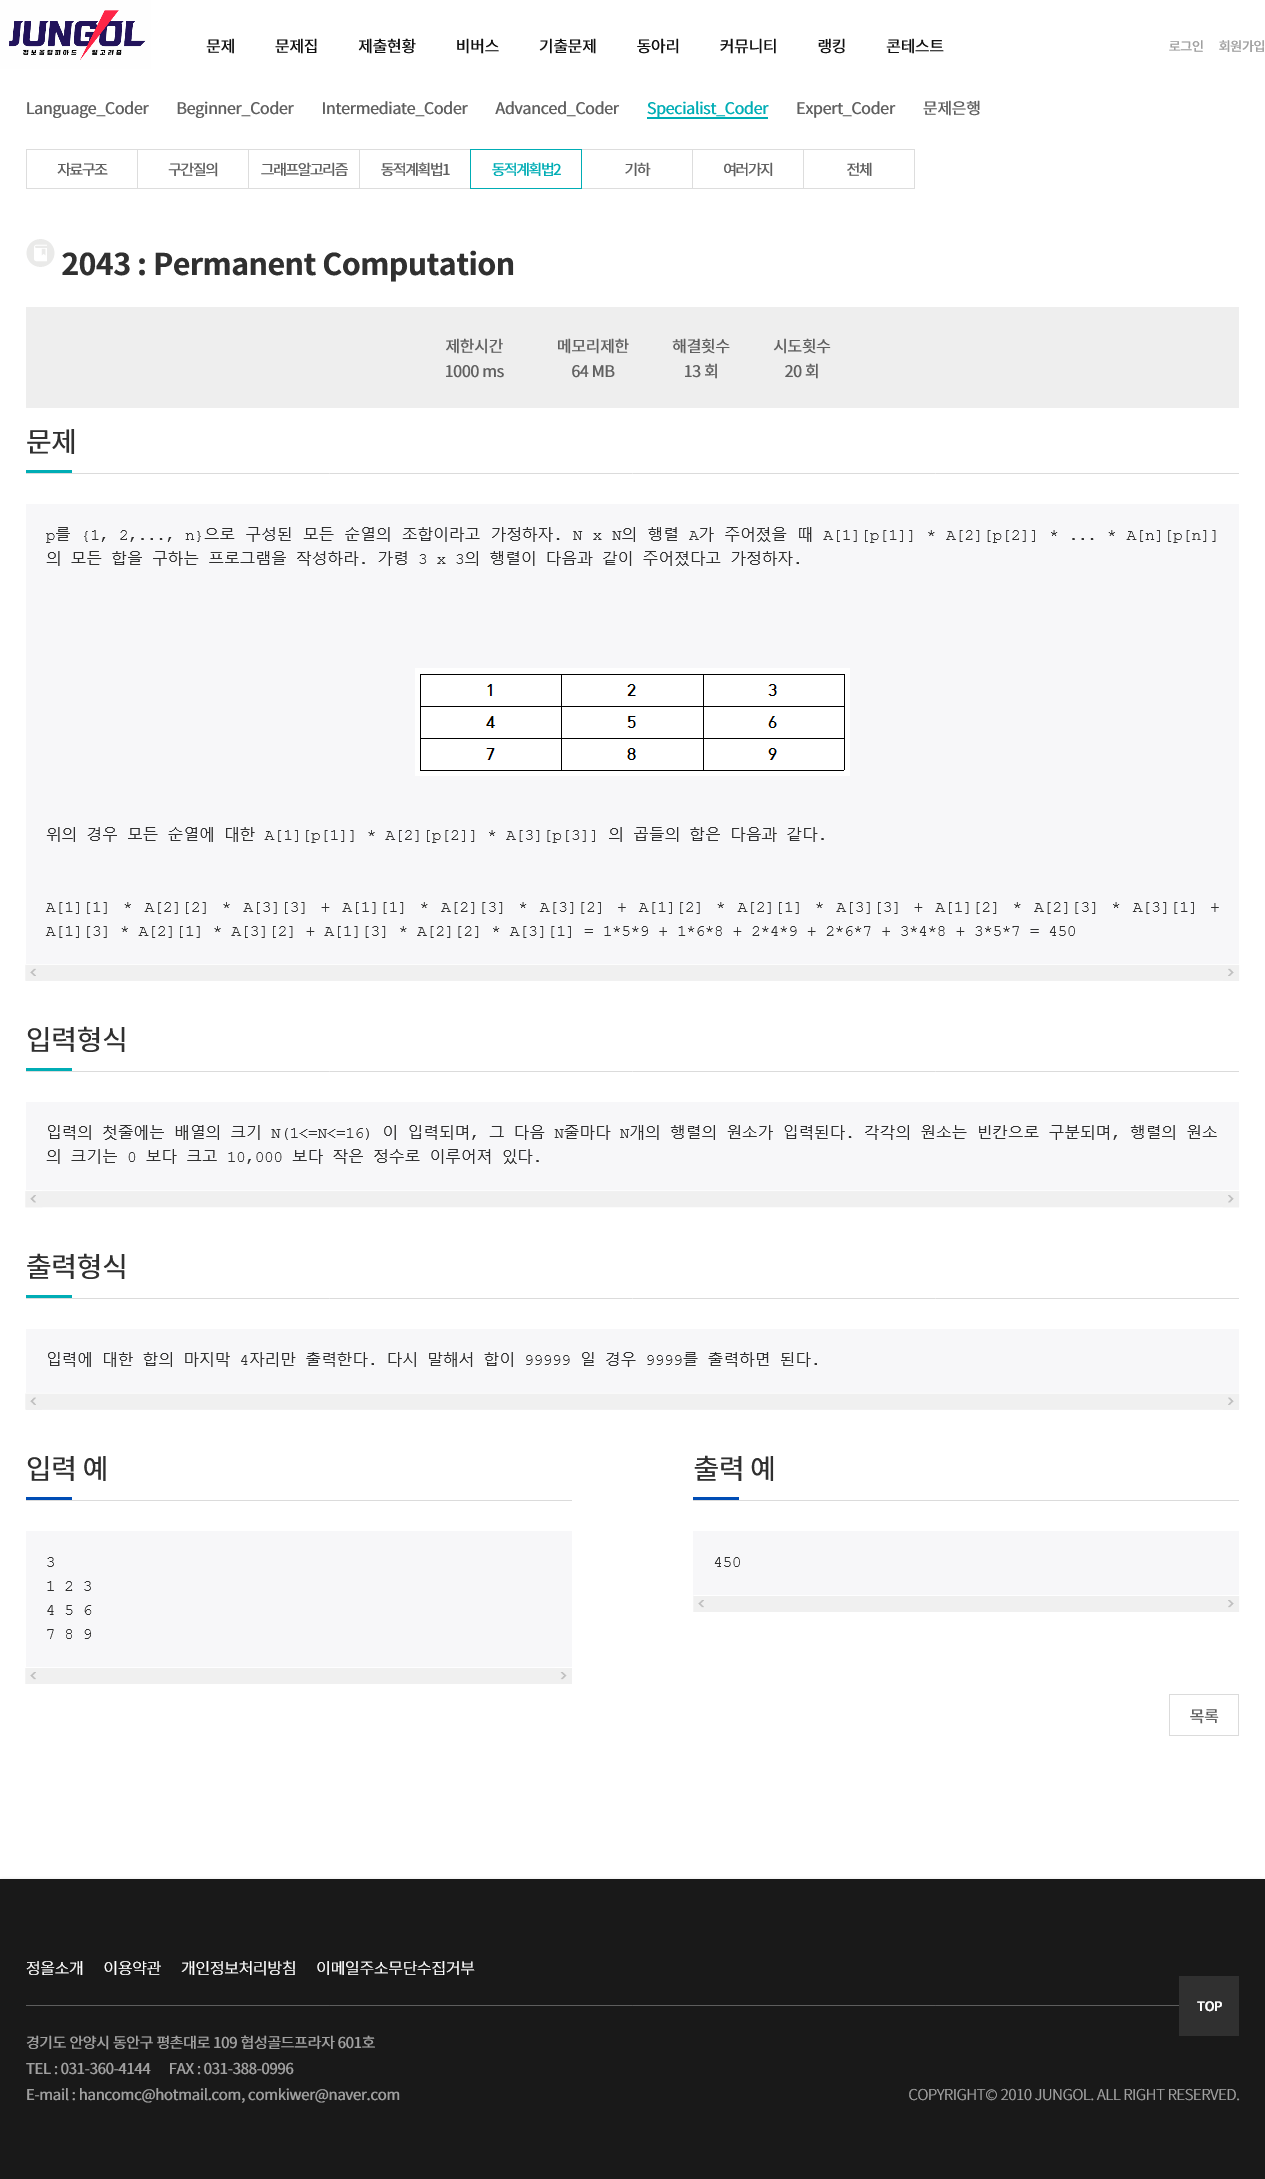 JUNGOL
정보올림피아드 알고리즘
문제 문제집 제출현황 비버스 기출문제 동아리 커뮤니티 랭킹 콘테스트 로그인 회원가입
Language_Coder Beginner_Coder Intermediate_Coder Advanced_Coder Specialist_Coder Expert_Coder 문제은행
자료구조 구간질의 그래프알고리즘 동적계획법1 동적계획법2 기하 여러가지 전체
2043 : Permanent Computation
제한시간 메모리제한 해결횟수 시도횟수
1000 ms 64 MB 13 회 20 회
문제
p를 {1, 2,..., n}으로 구성된 모든 순열의 조합이라고 가정하자. N x N의 행렬 A가 주어졌을 때 A[1][p[1]] * A[2][p[2]] * ... * A[n][p[n]]
의 모든 합을 구하는 프로그램을 작성하라. 가령 3 x 3의 행렬이 다음과 같이 주어졌다고 가정하자.
1 2 3
4 5 6
7 8 9
위의 경우 모든 순열에 대한 A[1][p[1]] * A[2][p[2]] * A[3][p[3]] 의 곱들의 합은 다음과 같다.
A[1][1] * A[2][2] * A[3][3] + A[1][1] * A[2][3] * A[3][2] + A[1][2] * A[2][1] * A[3][3] + A[1][2] * A[2][3] * A[3][1] +
A[1][3] * A[2][1] * A[3][2] + A[1][3] * A[2][2] * A[3][1] = 1*5*9 + 1*6*8 + 2*4*9 + 2*6*7 + 3*4*8 + 3*5*7 = 450
입력형식
입력의 첫줄에는 배열의 크기 N(1<=N<=16) 이 입력되며, 그 다음 N줄마다 N개의 행렬의 원소가 입력된다. 각각의 원소는 빈칸으로 구분되며, 행렬의 원소
의 크기는 0 보다 크고 10,000 보다 작은 정수로 이루어져 있다.
출력형식
입력에 대한 합의 마지막 4자리만 출력한다. 다시 말해서 합이 99999 일 경우 9999를 출력하면 된다.
입력 예
3
1 2 3
4 5 6
7 8 9
출력 예
450
목록
정올소개 이용약관 개인정보처리방침 이메일주소무단수집거부
TOP
경기도 안양시 동안구 평촌대로 109 협성골드프라자 601호
TEL : 031-360-4144 FAX : 031-388-0996
E-mail : hancomc@hotmail.com, comkiwer@naver.com
COPYRIGHT© 2010 JUNGOL. ALL RIGHT RESERVED.